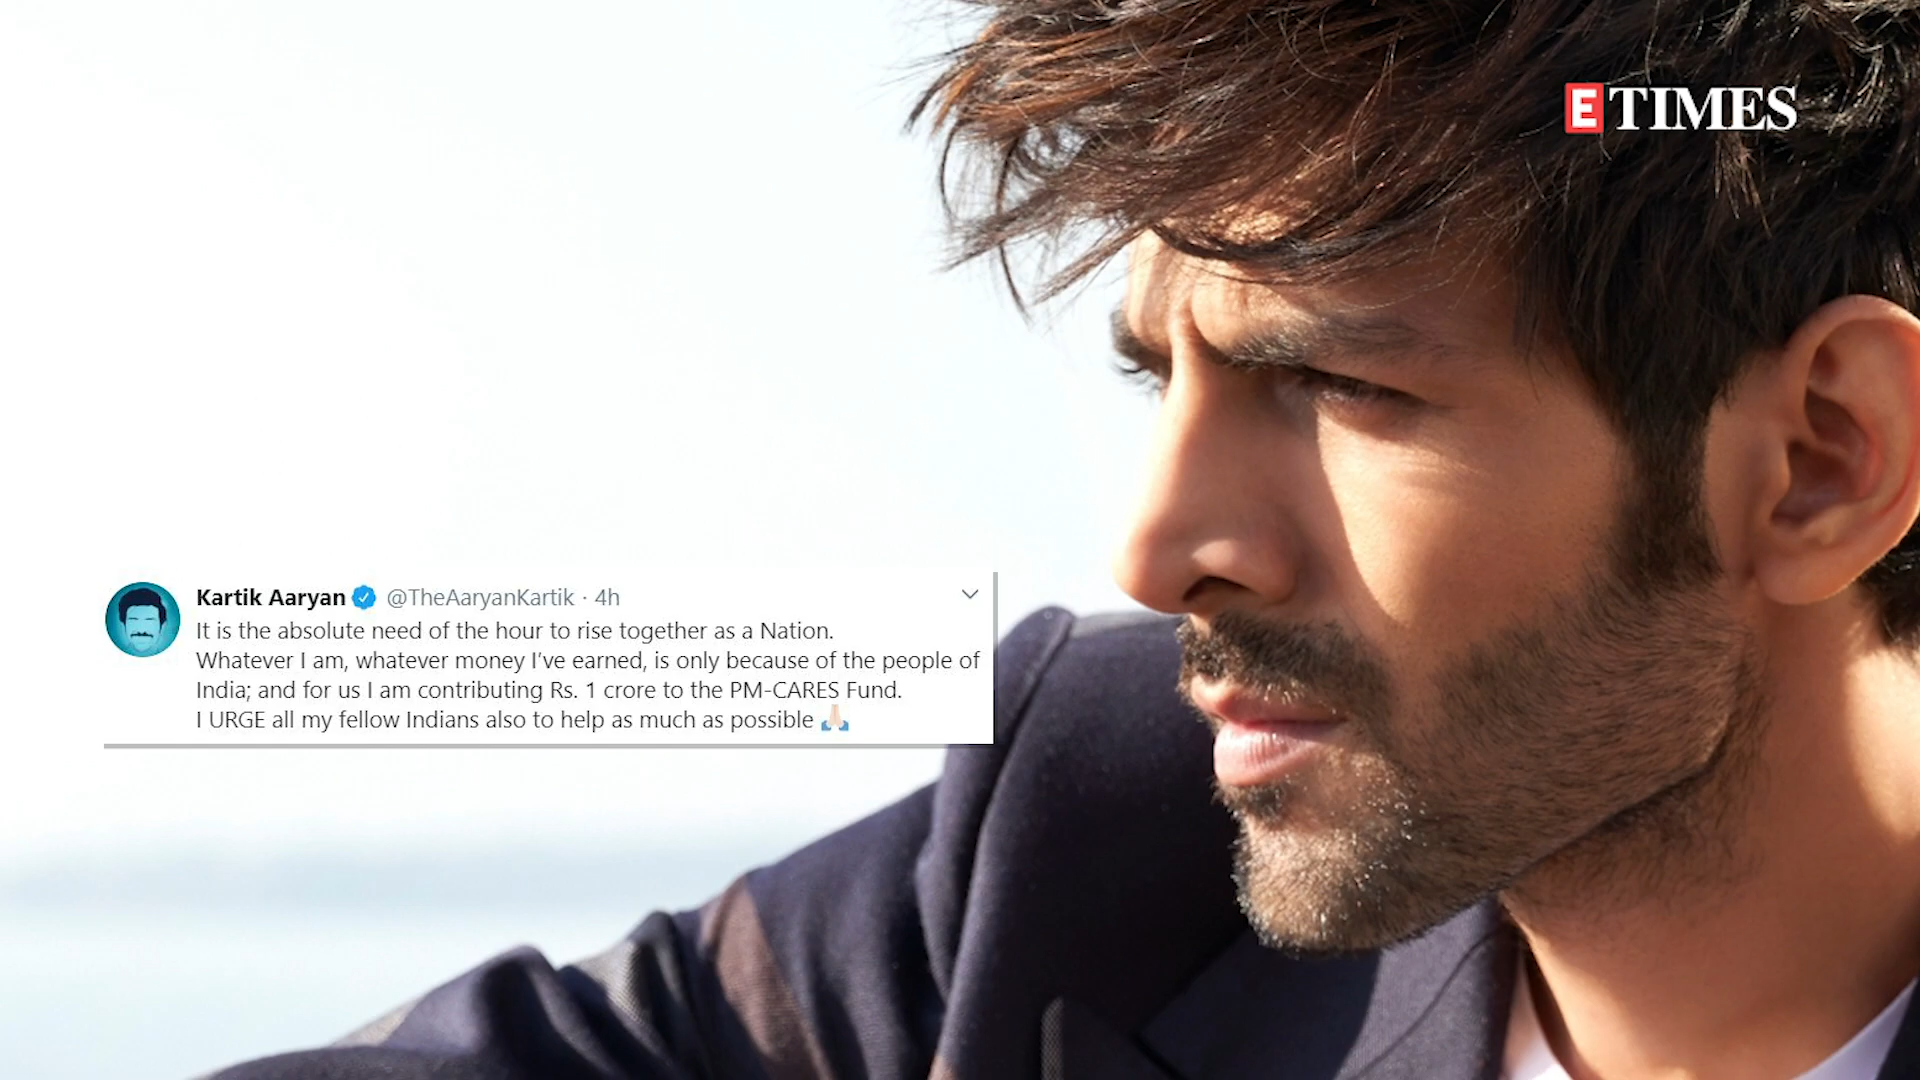 E TIMES
Kartik Aaryan @TheAaryanKartik · 4h
It is the absolute need of the hour to rise together as a Nation.
Whatever I am, whatever money I've earned, is only because of the people of
India; and for us I am contributing Rs. 1 crore to the PM-CARES Fund.
I URGE all my fellow Indians also to help as much as possible 🙏🏻